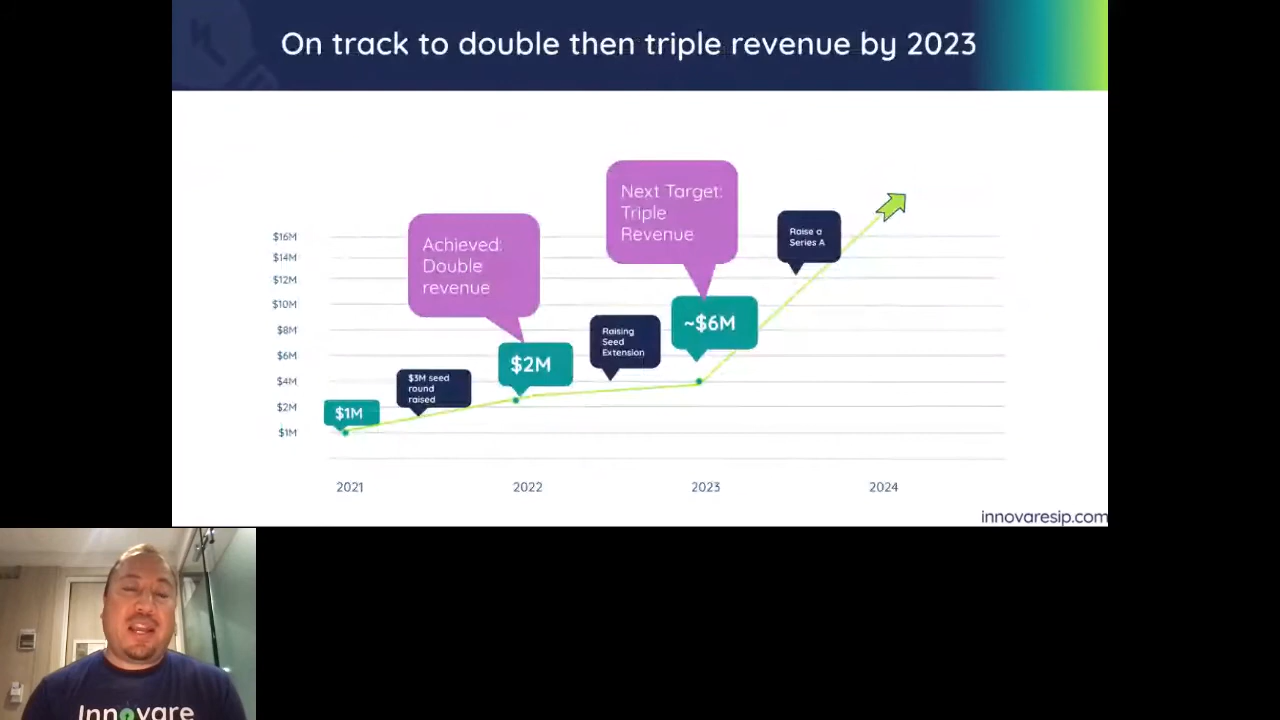 On track to double then triple revenue by 2023
Next Target:
Triple
Revenue
Achieved:
Double
revenue
Raise a
Series A
$16M
$14M
$12M
$10M
$8M
$6M
$4M
$2M
$1M
~$6M
Raising
Seed
Extension
$2M
$3M seed
round
raised
$1M
2021
2022
2023
2024
innovaresip.com
Innovare